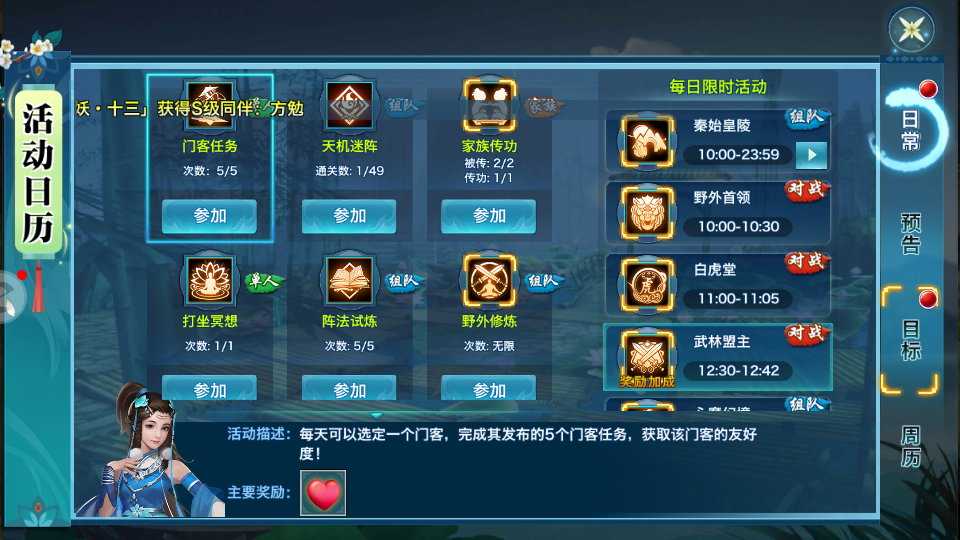 活动日历
妖·十三」获得S级同伴：方勉
门客任务
次数：5/5
参加
组队
天机迷阵
通关数：1/49
参加
家族
家族传功
被传：2/2
传功：1/1
参加
单人
打坐冥想
次数：1/1
参加
组队
阵法试炼
次数：5/5
参加
组队
野外修炼
次数：无限
参加
每日限时活动
秦始皇陵
组队
10:00-23:59
野外首领
对战
10:00-10:30
白虎堂
对战
11:00-11:05
武林盟主
对战
12:30-12:42
奖励加成
组队
活动描述：每天可以选定一个门客，完成其发布的5个门客任务，获取该门客的友好
度！
主要奖励：
日常
预告
目标
周历